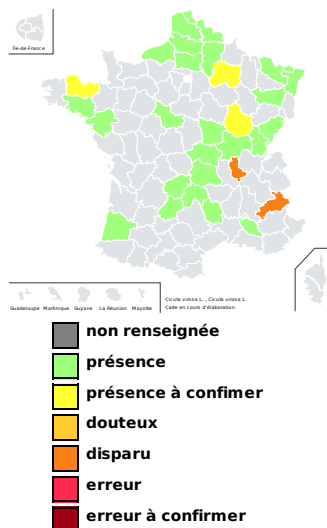 Île-de-France
Guadeloupe Martinique Guyane La Réunion Mayotte
Cicuta virosa L., Cicuta virosa L.
Carte en cours d'élaboration.
non renseignée
présence
présence à confimer
douteux
disparu
erreur
erreur à confirmer